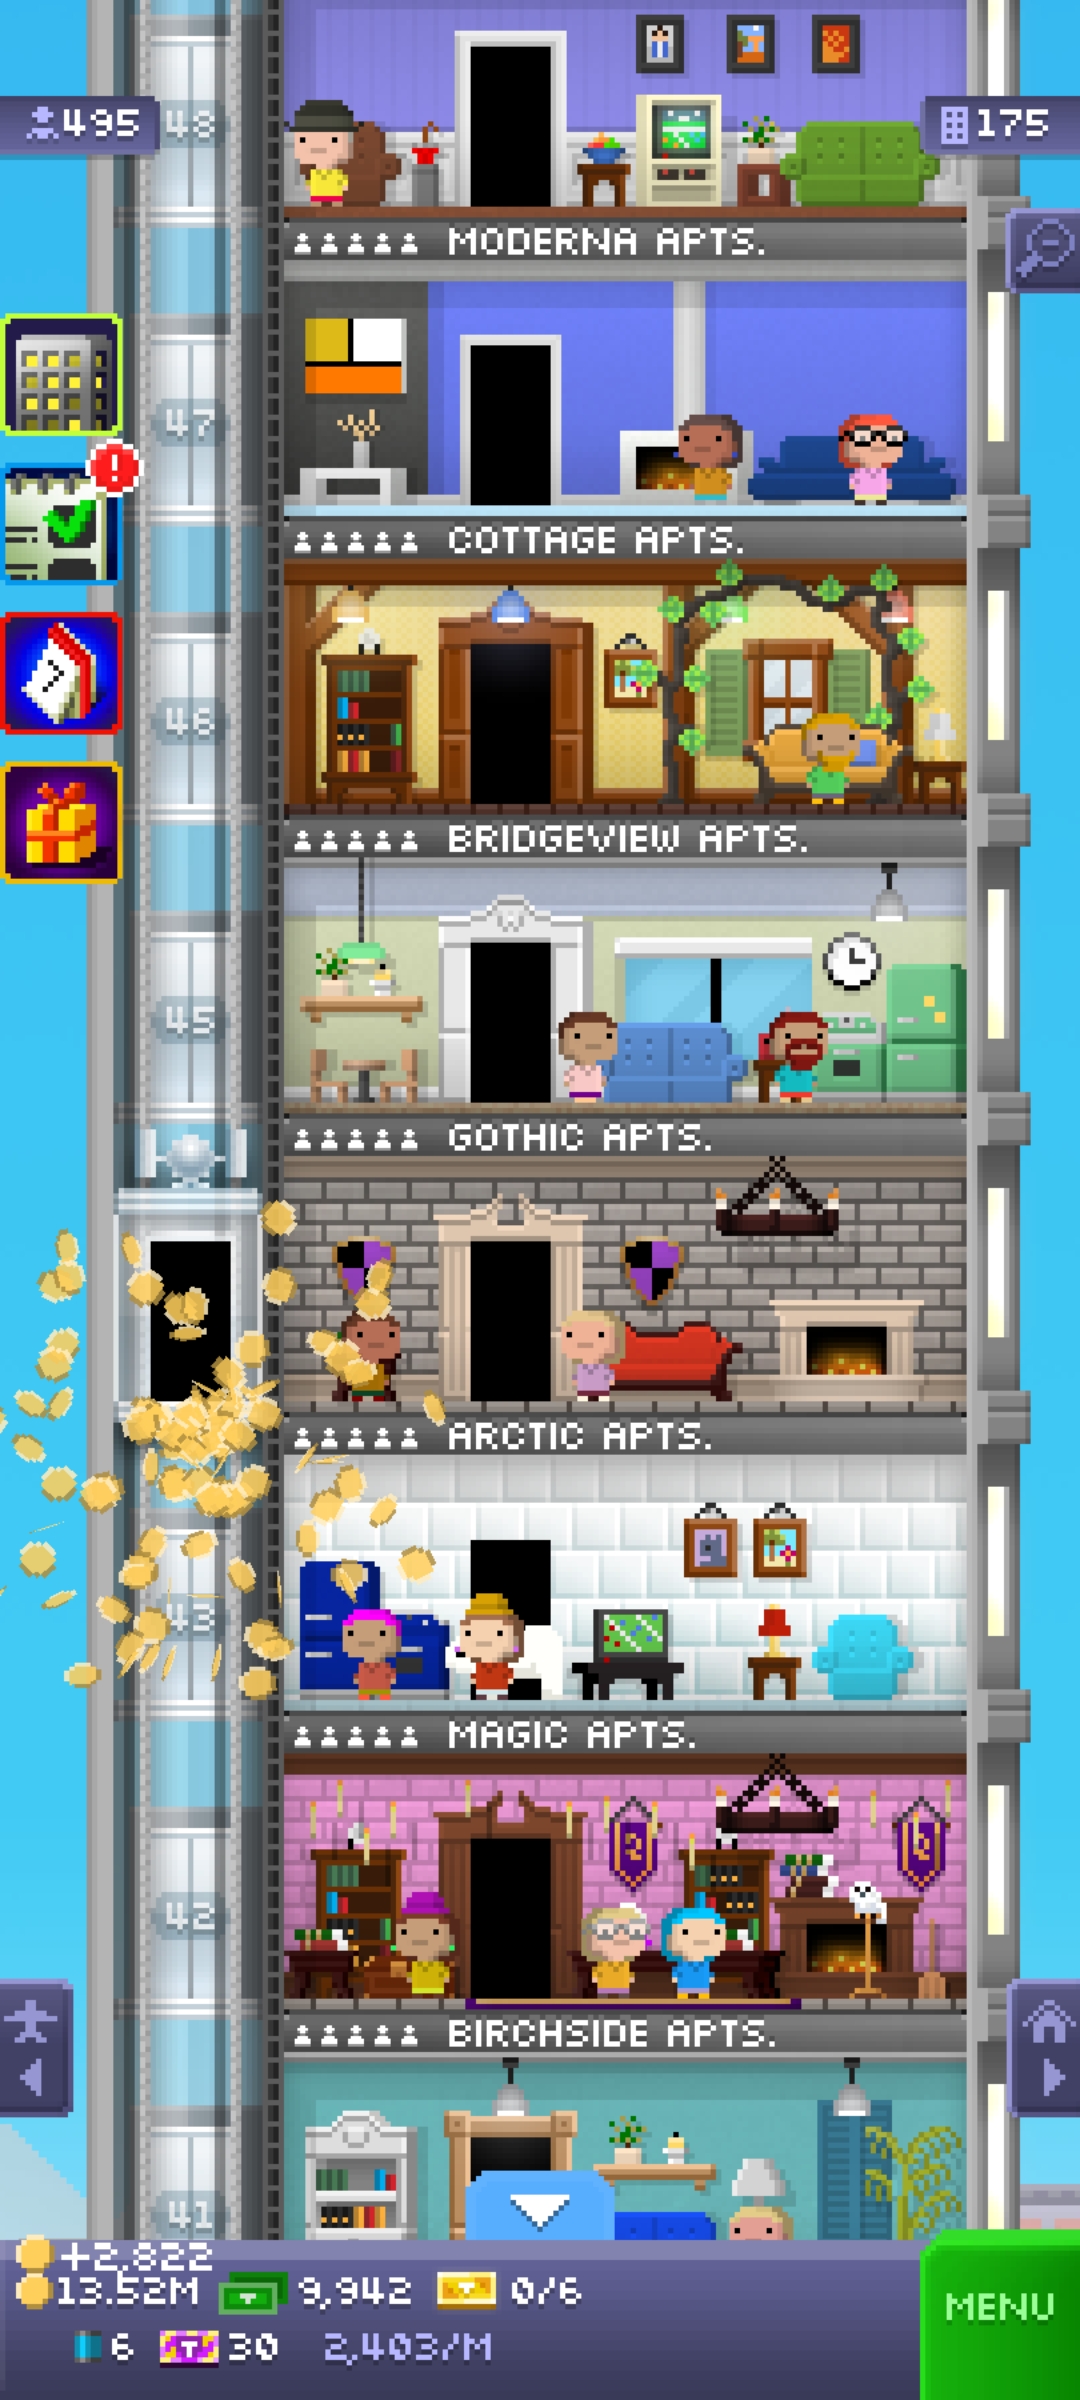 495
48
175
MODERNA APTS.
47
COTTAGE APTS.
46
BRIDGEVIEW APTS.
45
GOTHIC APTS.
ARCTIC APTS.
43
MAGIC APTS.
42
BIRCHSIDE APTS.
41
+2,822
13.52M 9,942 0/6
6 T 30 2,403/M
MENU
7
!